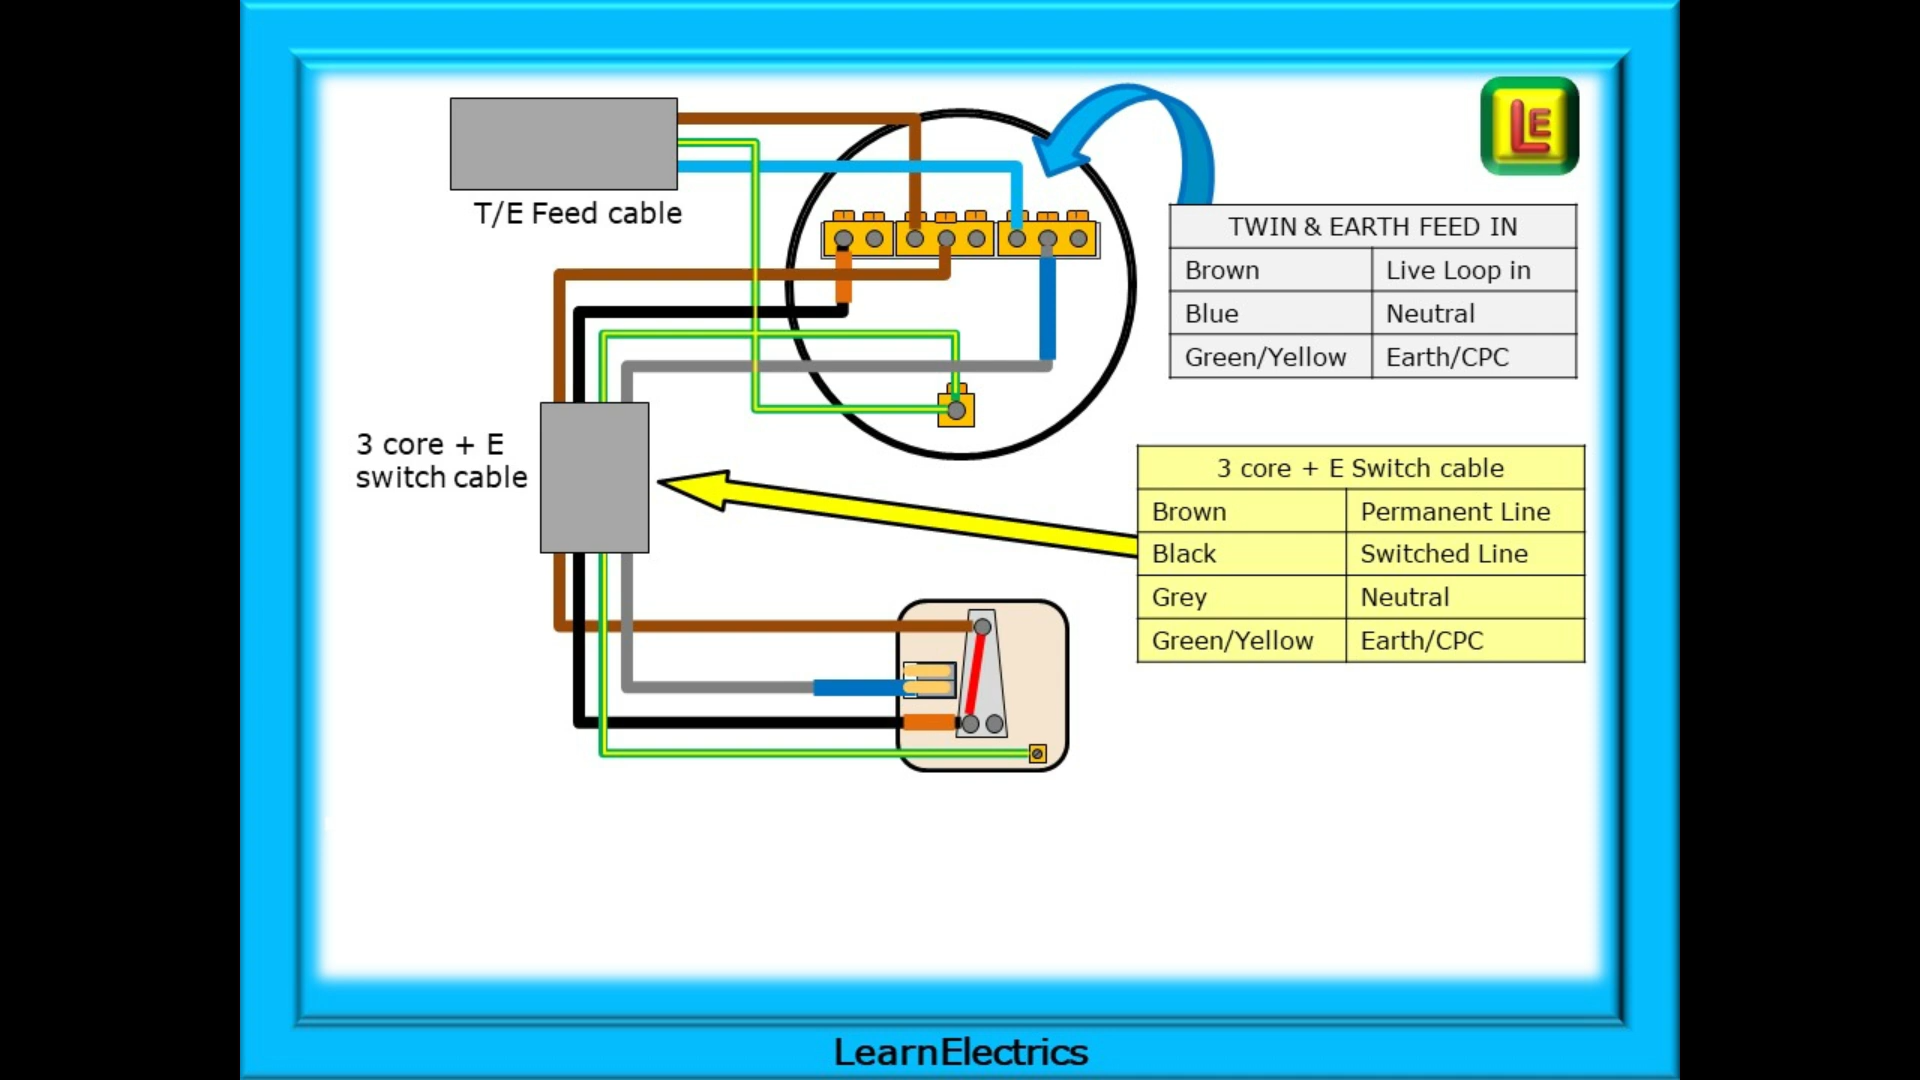 LE
T/E Feed cable
TWIN & EARTH FEED IN
Brown Live Loop in
Blue Neutral
Green/Yellow Earth/CPC
3 core + E
switch cable
3 core + E Switch cable
Brown Permanent Line
Black Switched Line
Grey Neutral
Green/Yellow Earth/CPC
LearnElectrics